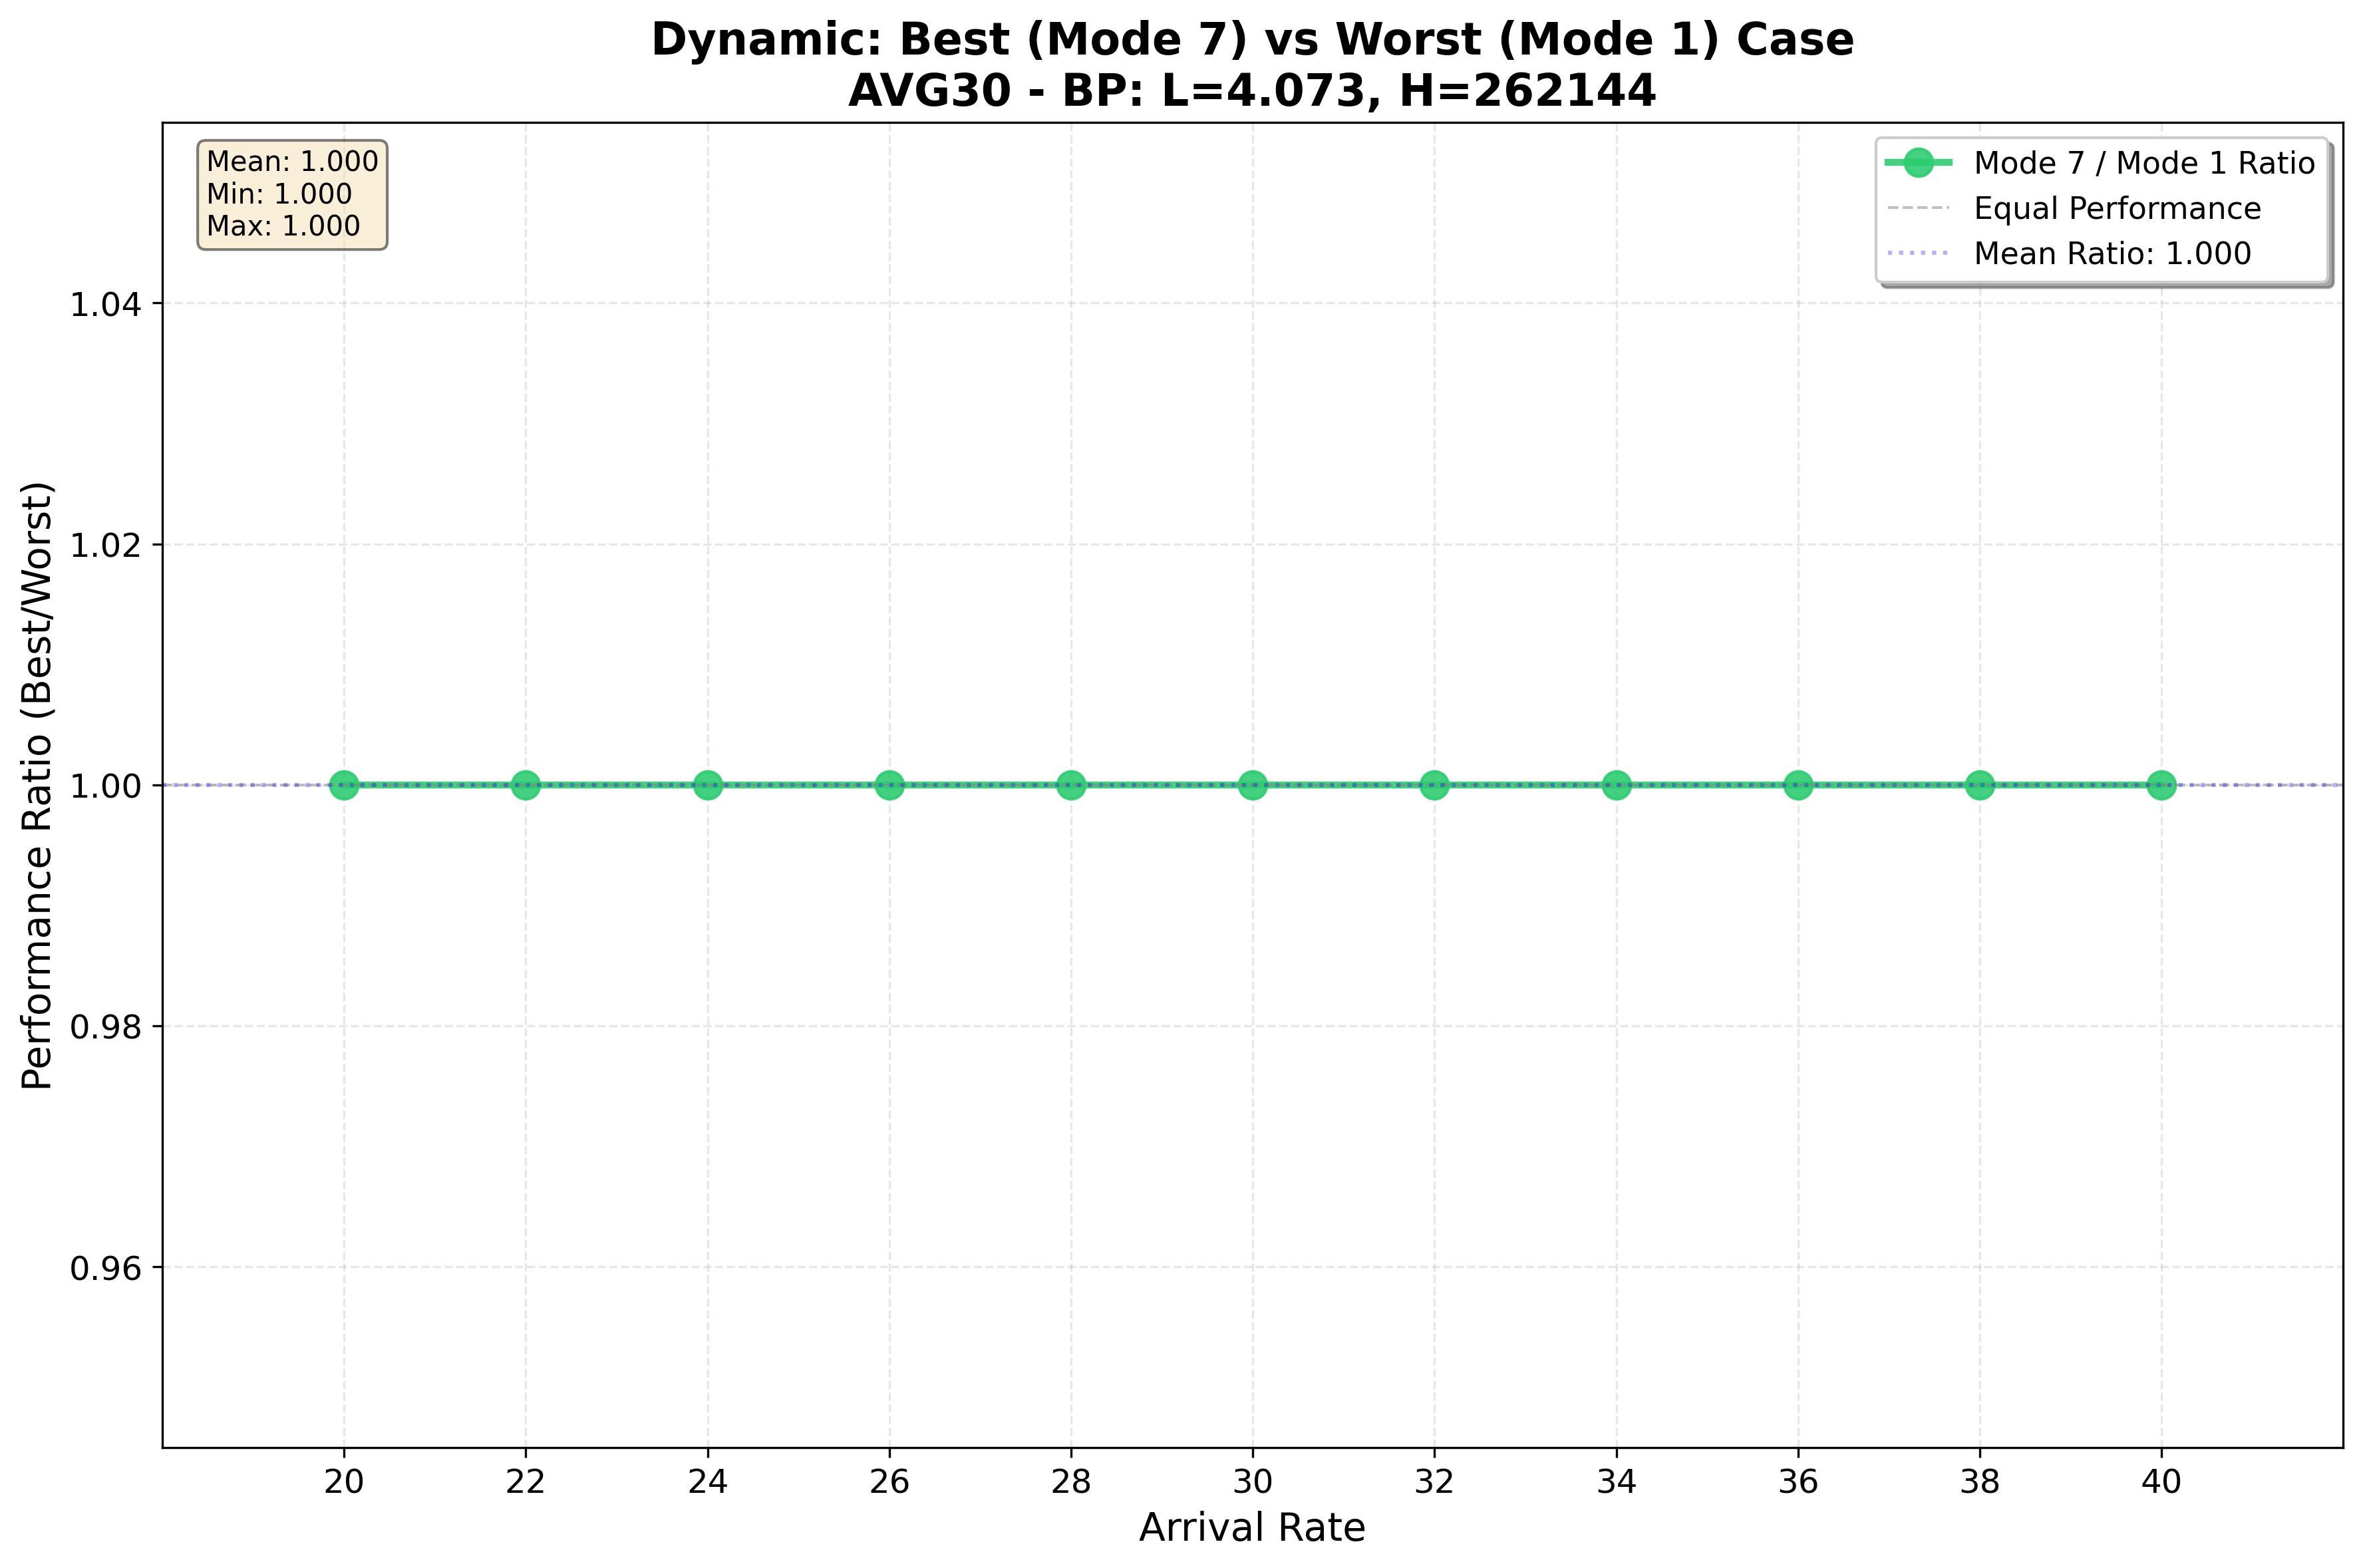 Dynamic: Best (Mode 7) vs Worst (Mode 1) Case
AVG30 - BP: L=4.073, H=262144
Mean: 1.000
Min: 1.000
Max: 1.000
Mode 7 / Mode 1 Ratio
Equal Performance
Mean Ratio: 1.000
Performance Ratio (Best/Worst)
1.04
1.02
1.00
0.98
0.96
20 22 24 26 28 30 32 34 36 38 40
Arrival Rate